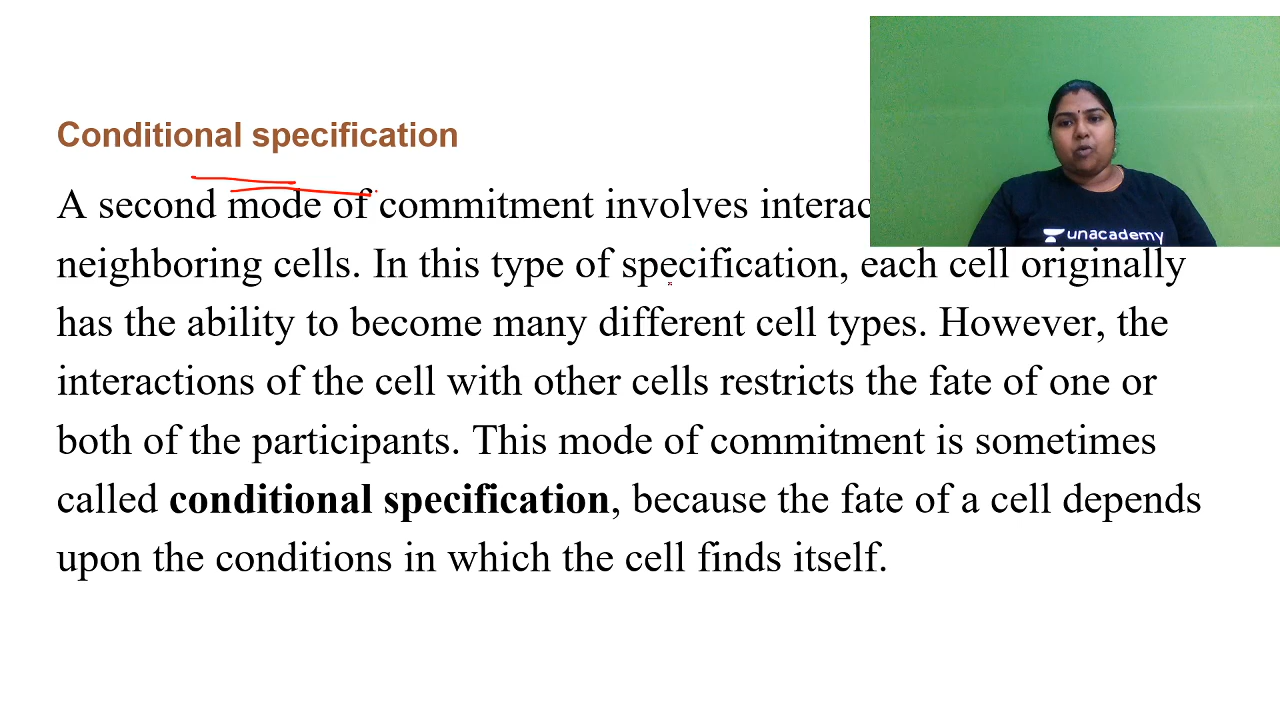 Conditional specification
A second mode of commitment involves interac
neighboring cells. In this type of specification, each cell originally
has the ability to become many different cell types. However, the
interactions of the cell with other cells restricts the fate of one or
both of the participants. This mode of commitment is sometimes
called conditional specification, because the fate of a cell depends
upon the conditions in which the cell finds itself.
unacademy